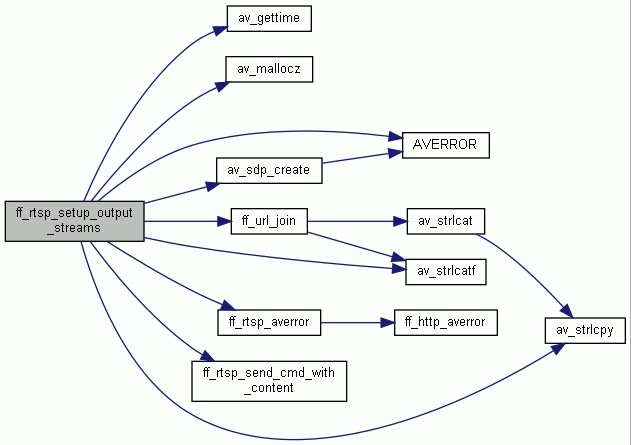 av_gettime
av_mallocz
AVERROR
av_sdp_create
ff_rtsp_setup_output
_streams
ff_url_join
av_strlcat
av_strlcatf
ff_rtsp_averror
ff_http_averror
av_strlcpy
ff_rtsp_send_cmd_with
_content